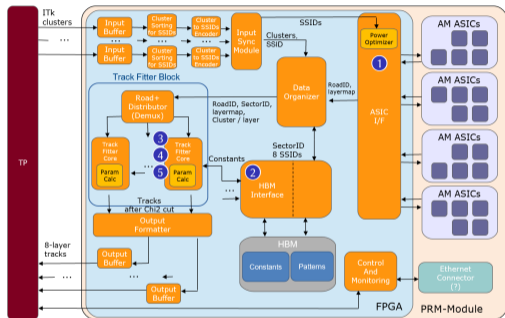 ITk
clusters
...
...
TP
Input
Buffer
Cluster
Sorting
for SSIDs
Cluster
to SSIDs
Encoder
Input
Sync
Module
Input
Buffer
Cluster
Sorting
for SSIDs
Cluster
to SSIDs
Encoder
SSIDs
Clusters,
SSID
Power
Optimizer
1
ASIC
I/F
AM ASICs
AM ASICs
AM ASICs
AM ASICs
Track Fitter Block
Road+
Distributor
(Demux)
RoadID, SectorID,
layermap,
Cluster / layer
Data
Organizer
RoadID,
layermap
3
4
5
Track
Fitter
Core
Param
Calc
...
Track
Fitter
Core
Param
Calc
Constants
...
SectorID
8 SSIDs
2
HBM
Interface
Tracks
after Chi2 cut
Output
Formatter
8-layer
tracks
...
...
Output
Buffer
...
Output
Buffer
HBM
Constants
Patterns
Control
And
Monitoring
Ethernet
Connector
(?)
FPGA
PRM-Module